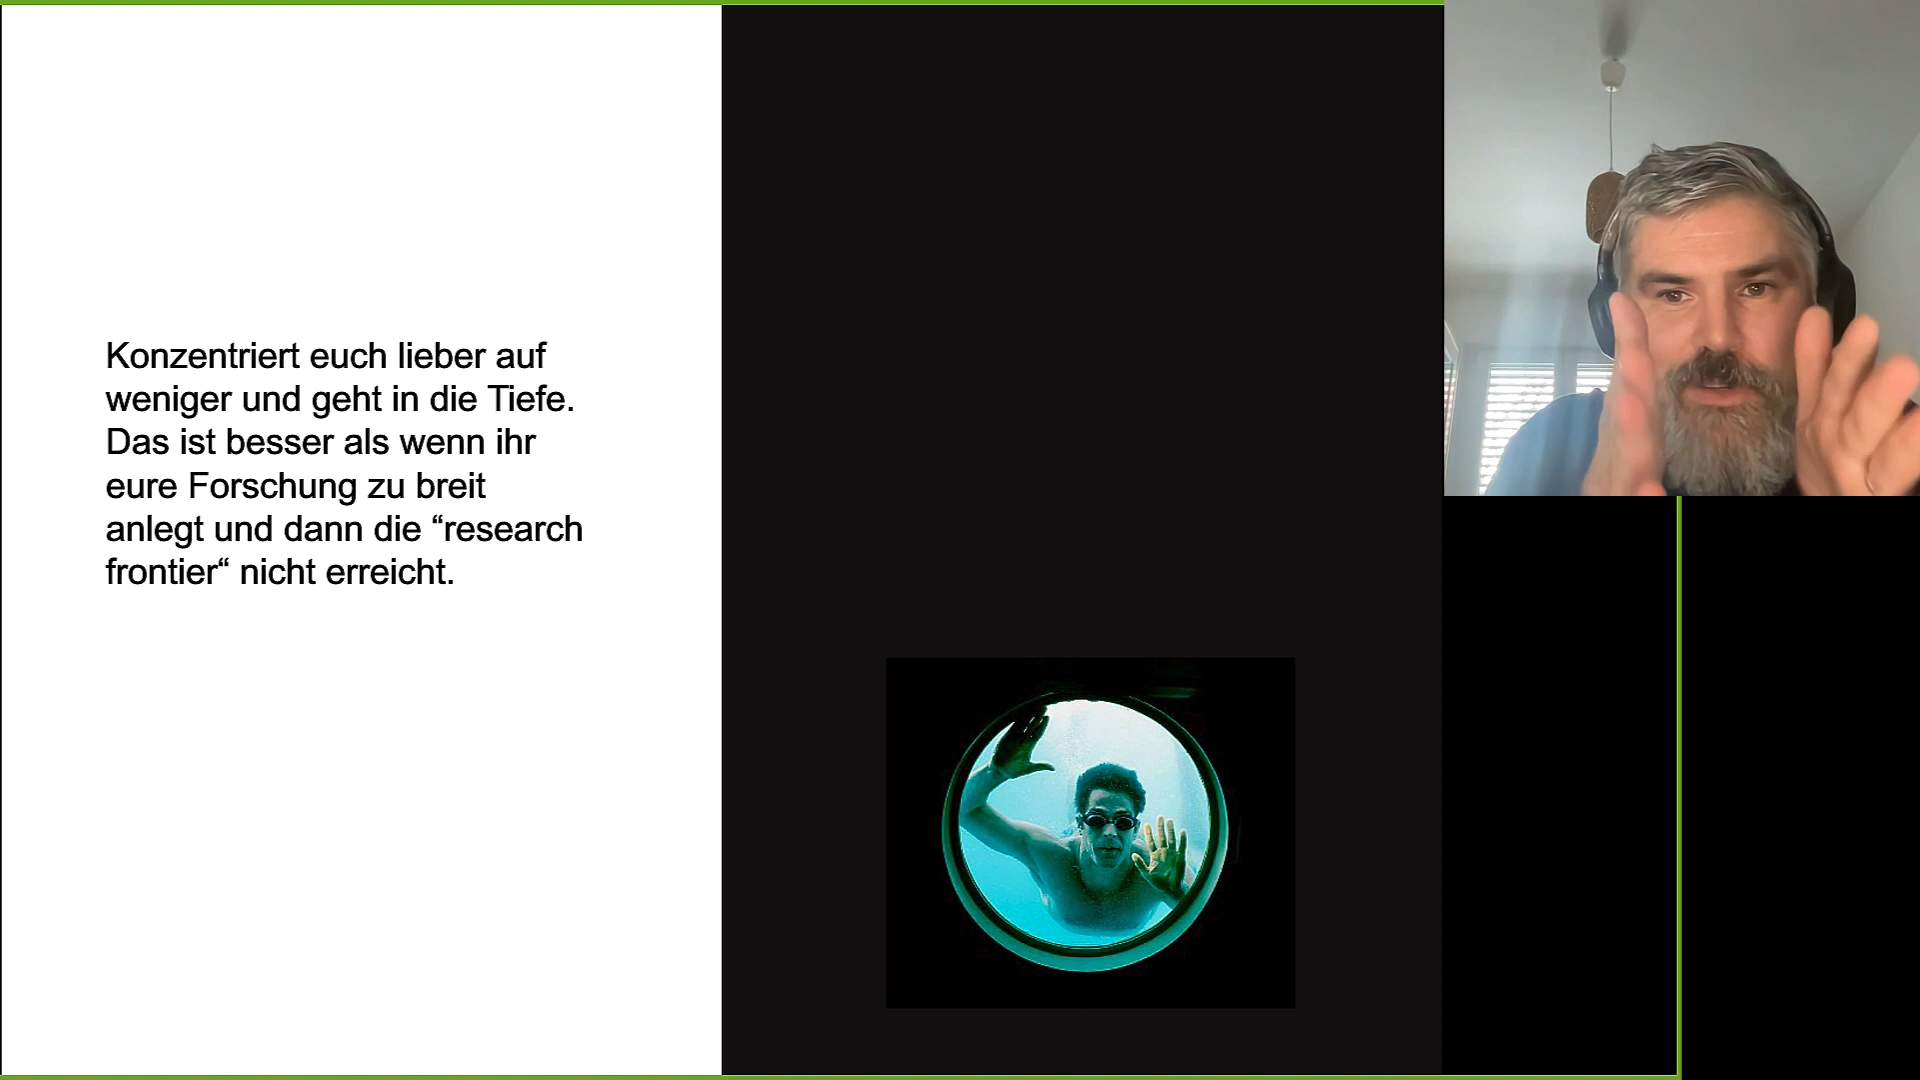 Konzentriert euch lieber auf
weniger und geht in die Tiefe.
Das ist besser als wenn ihr
eure Forschung zu breit
anlegt und dann die “research
frontier“ nicht erreicht.